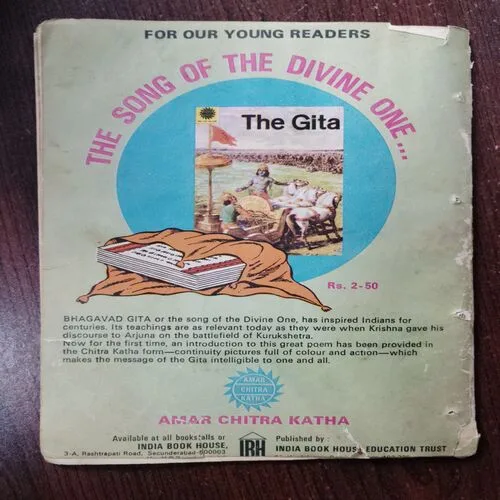 FOR OUR YOUNG READERS
THE SONG OF THE DIVINE ONE...
The Gita
Rs. 2-50
BHAGAVAD GITA or the song of the Divine One, has inspired Indians for
centuries. Its teachings are as relevant today as they were when Krishna gave his
discourse to Arjuna on the battlefield of Kurukshetra.
Now for the first time, an introduction to this great poem has been provided in
the Chitra Katha form—continuity pictures full of colour and action—which
makes the message of the Gita intelligible to one and all.
AMAR
CHITRA
KATHA
AMAR CHITRA KATHA
Available at all bookstalls or
INDIA BOOK HOUSE,
3-A, Rashtrapati Road, Secunderabad-500003
IBH
Published by :
INDIA BOOK HOUSE EDUCATION TRUST